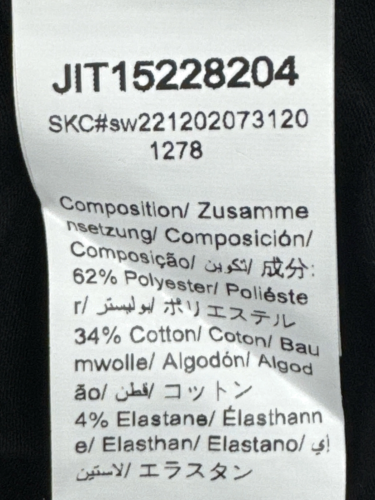 JIT15228204
SKC#sw221202073120
1278
Composition/ Zusamme
nsetzung/ Composición/
Composição/ تكوين/ 成分:
62% Polyester/ Poliéste
r/ بوليستر/ ポリエステル
34% Cotton/ Coton/ Bau
mwolle/ Algodón/ Algod
ão/ قطن/ コットン
4% Elastane/ Élasthann
e/ Elasthan/ Elastano/ إي
لاستين/ エラスタン